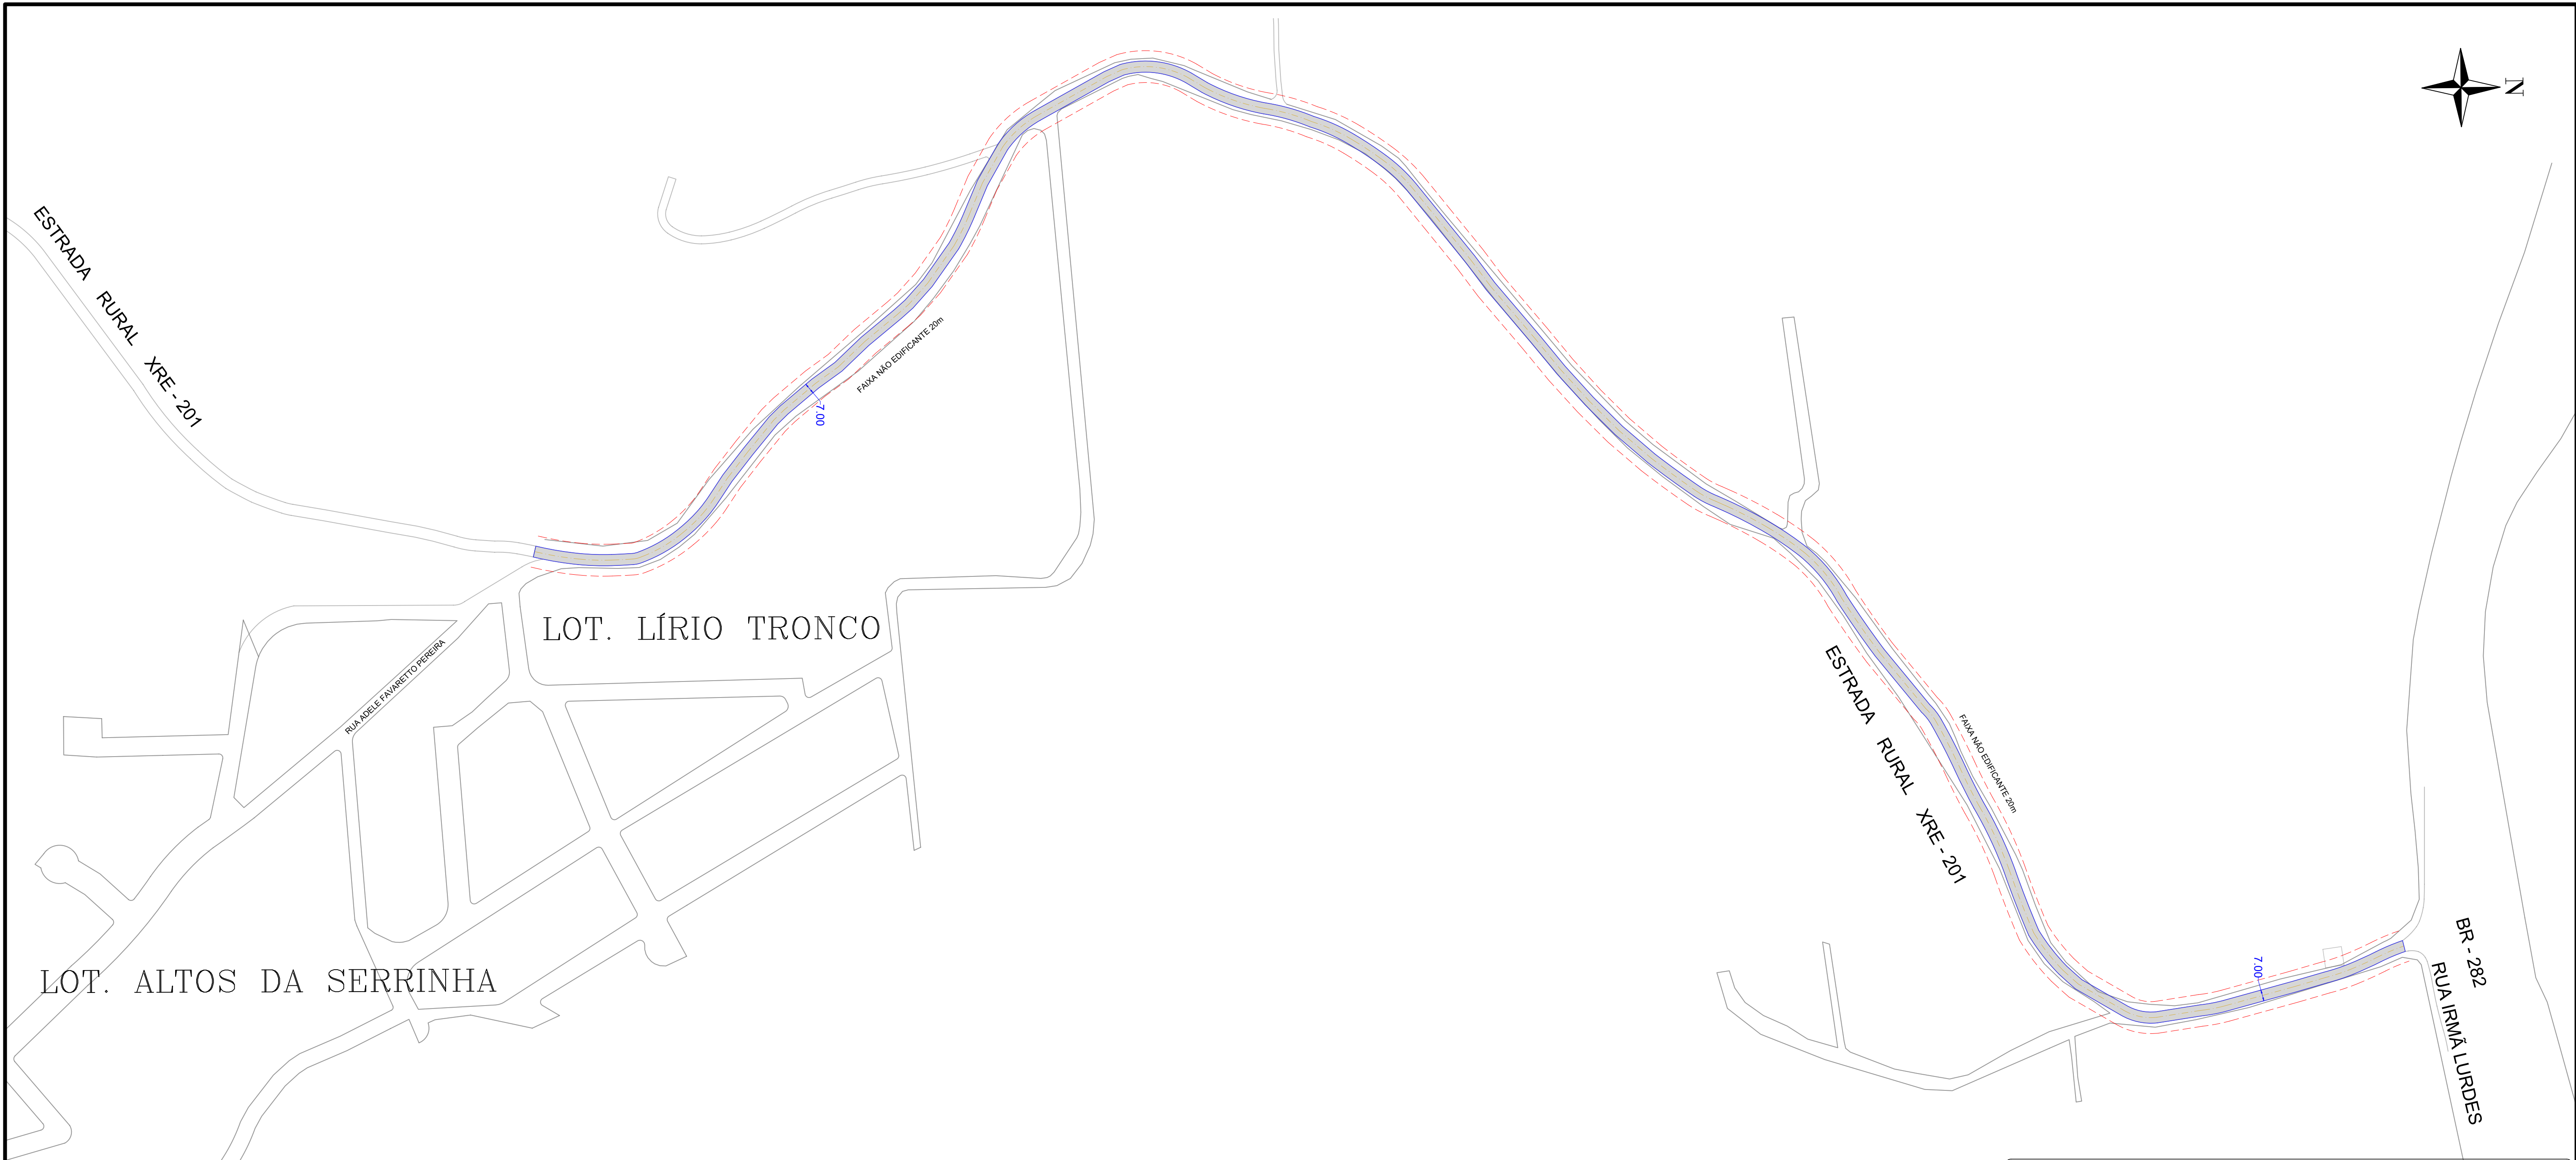 N
ESTRADA RURAL XRE - 201
FAIXA NÃO EDIFICANTE 20m
7.00
LOT. LÍRIO TRONCO
RUA ADELE FAVARETTO PEREIRA
ESTRADA RURAL XRE - 201
FAIXA NÃO EDIFICANTE 20m
LOT. ALTOS DA SERRINHA
7.00
BR - 282
RUA IRMÃ LURDES